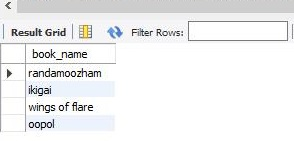 Result Grid Filter Rows:
book_name
randamoozham
ikigai
wings of flare
oopol